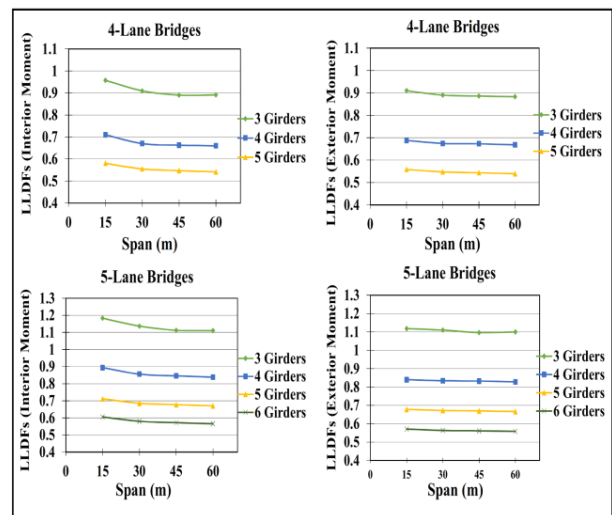 4-Lane Bridges
LLDFs (Interior Moment)
1.1
1
0.9
0.8
0.7
0.6
0.5
0.4
0 15 30 45 60
Span (m)
3 Girders
4 Girders
5 Girders
4-Lane Bridges
LLDFs (Exterior Moment)
1.1
1
0.9
0.8
0.7
0.6
0.5
0.4
0 15 30 45 60
Span (m)
3 Girders
4 Girders
5 Girders
5-Lane Bridges
LLDFs (Interior Moment)
1.3
1.2
1.1
1
0.9
0.8
0.7
0.6
0.5
0.4
0 15 30 45 60
Span (m)
3 Girders
4 Girders
5 Girders
6 Girders
5-Lane Bridges
LLDFs (Exterior Moment)
1.3
1.2
1.1
1
0.9
0.8
0.7
0.6
0.5
0.4
0 15 30 45 60
Span (m)
3 Girders
4 Girders
5 Girders
6 Girders